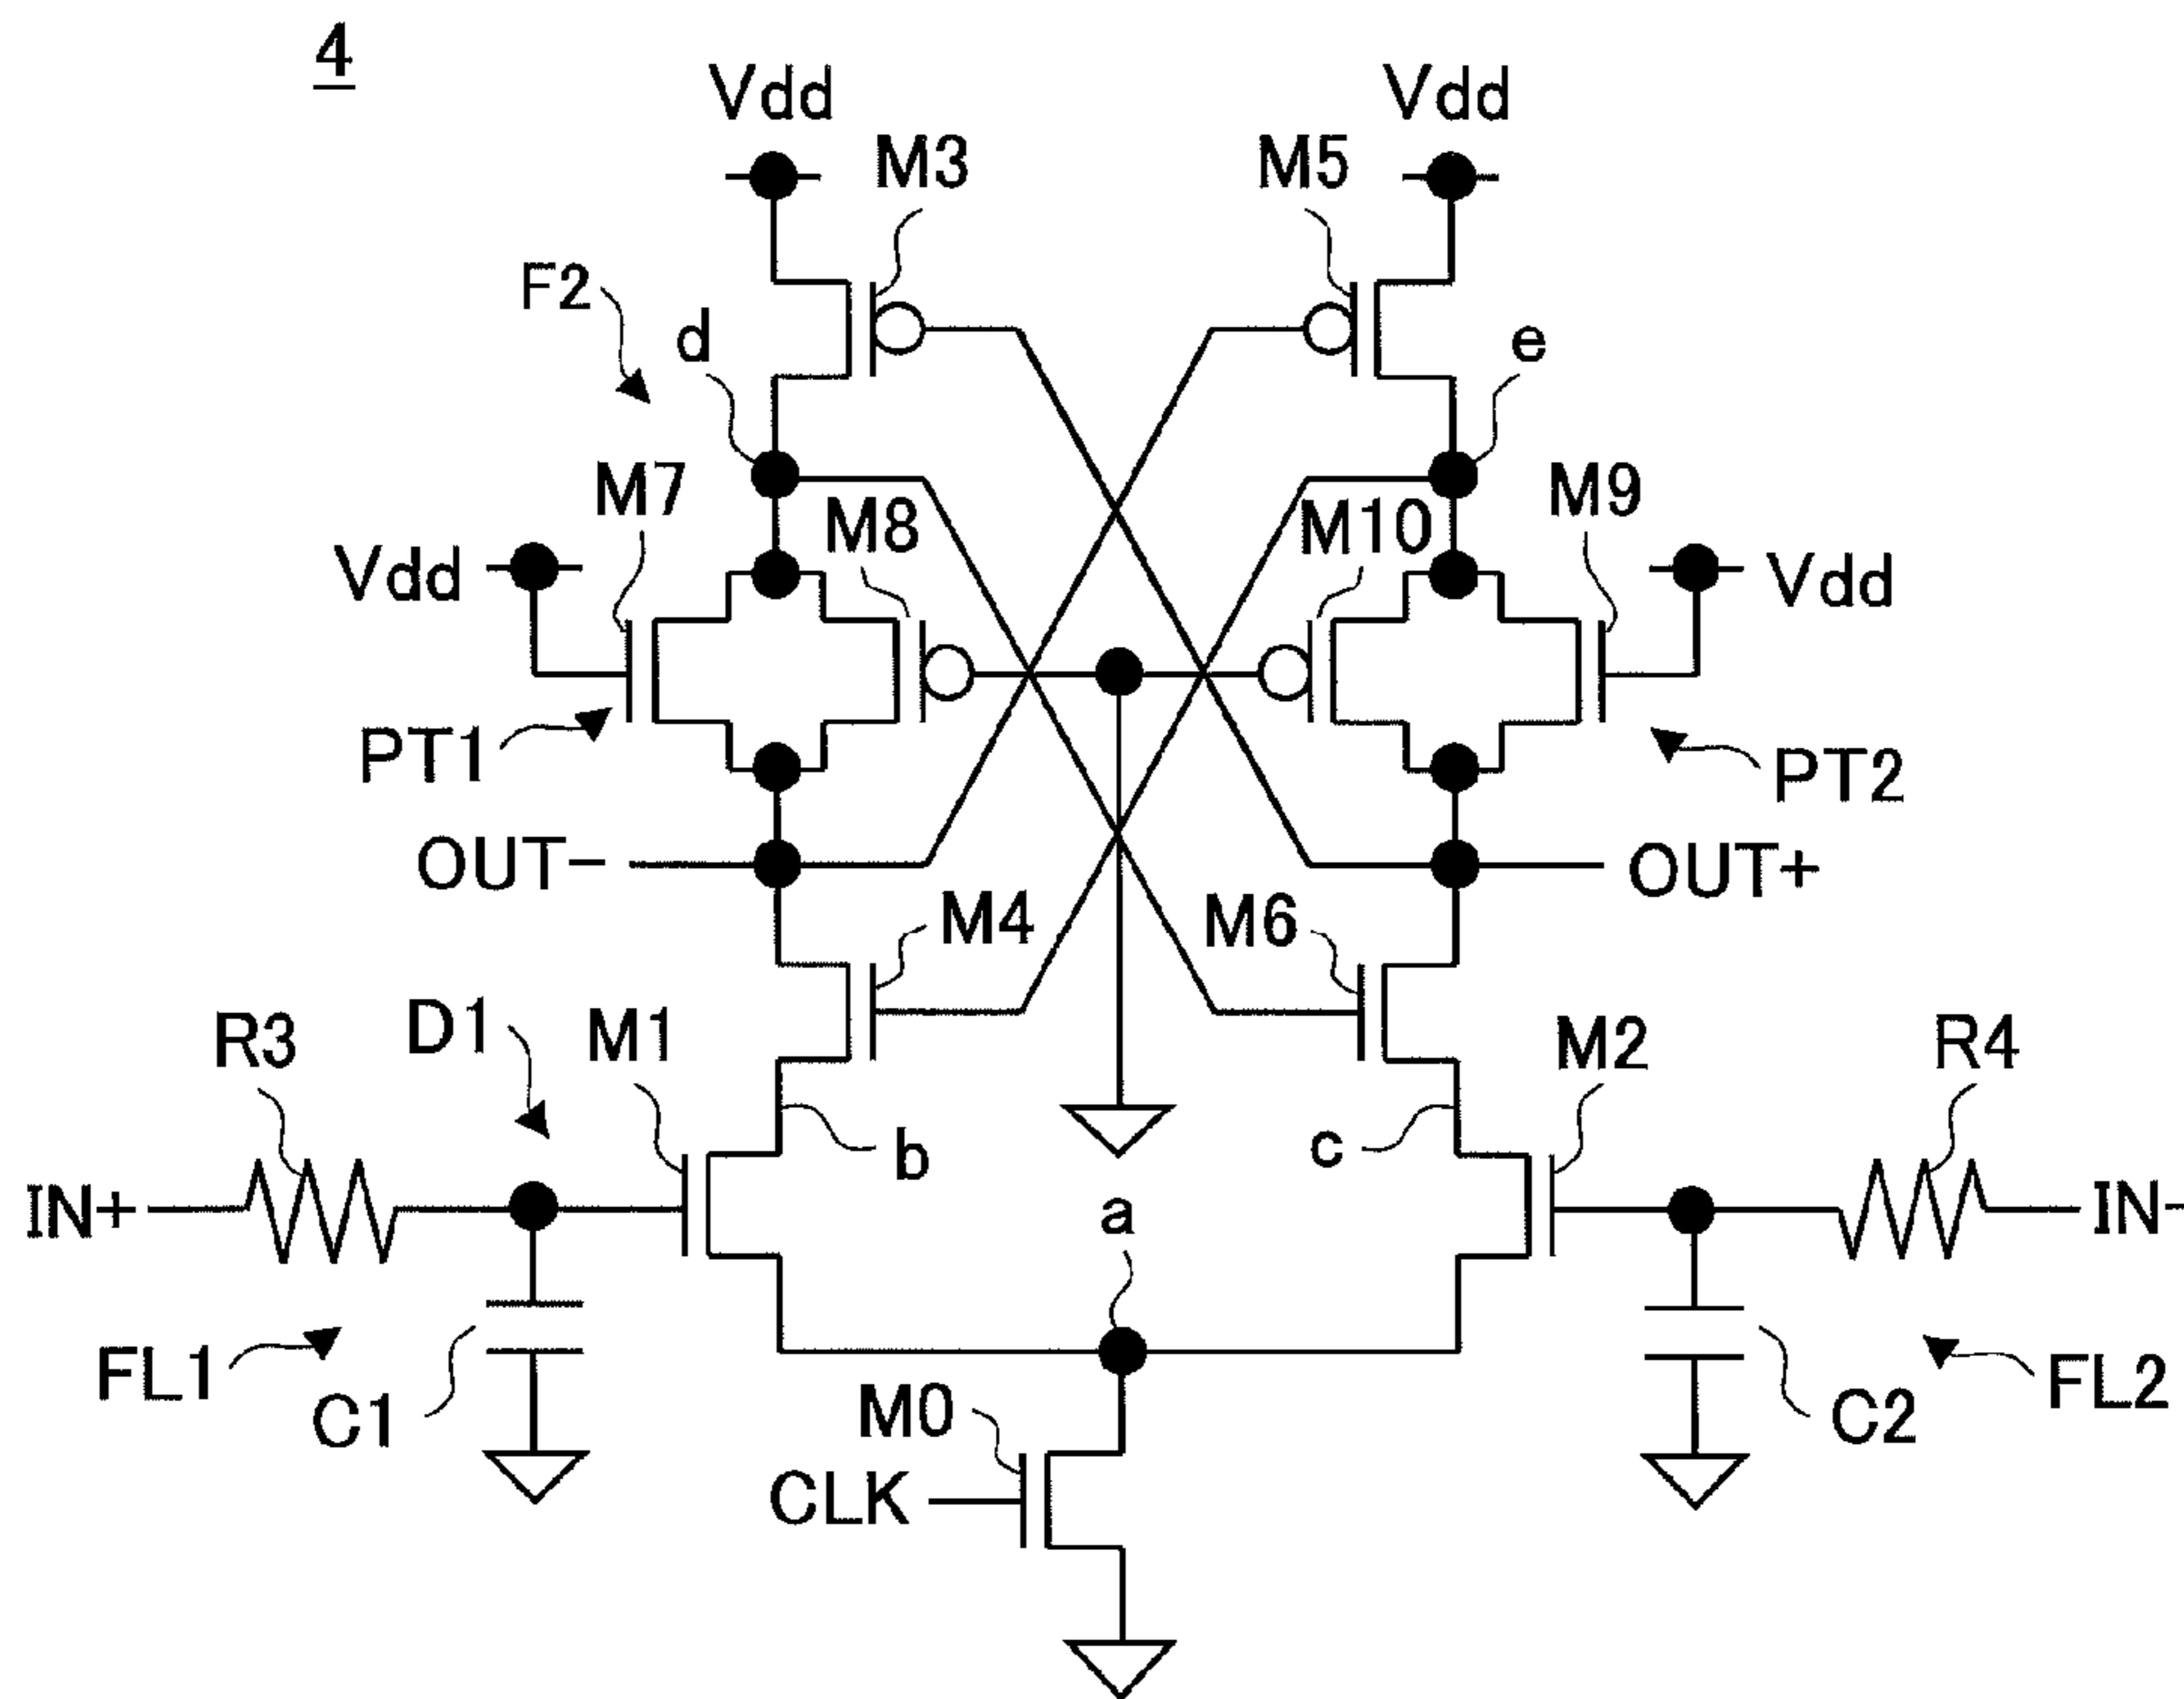 4
Vdd
Vdd
M3
M5
F2
d
e
M7
M8
M10
M9
Vdd
Vdd
PT1
PT2
OUT−
OUT+
M4
M6
R3
D1
M1
M2
R4
b
c
IN+
a
IN−
FL1
C1
M0
C2
FL2
CLK